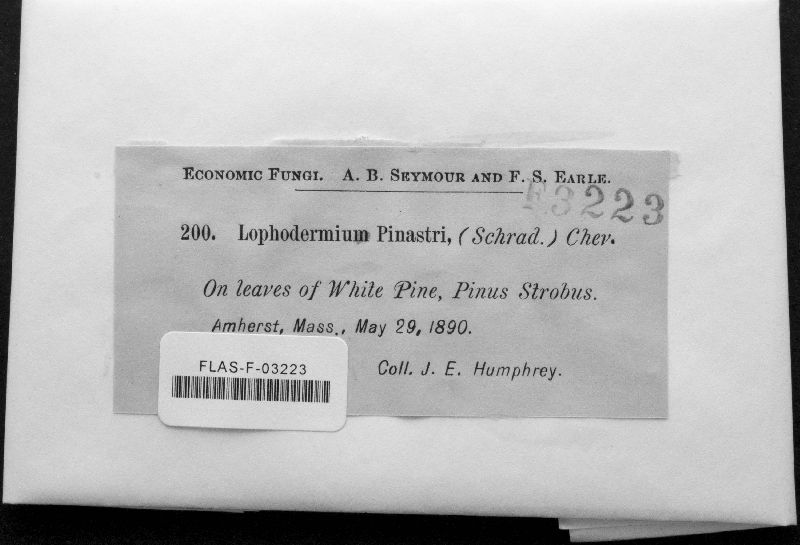 Economic Fungi. A. B. Seymour and F. S. Earle.
F3223
200. Lophodermium Pinastri, (Schrad.) Chev.
On leaves of White Pine, Pinus Strobus.
Amherst, Mass., May 29, 1890.
Coll. J. E. Humphrey.
FLAS-F-03223